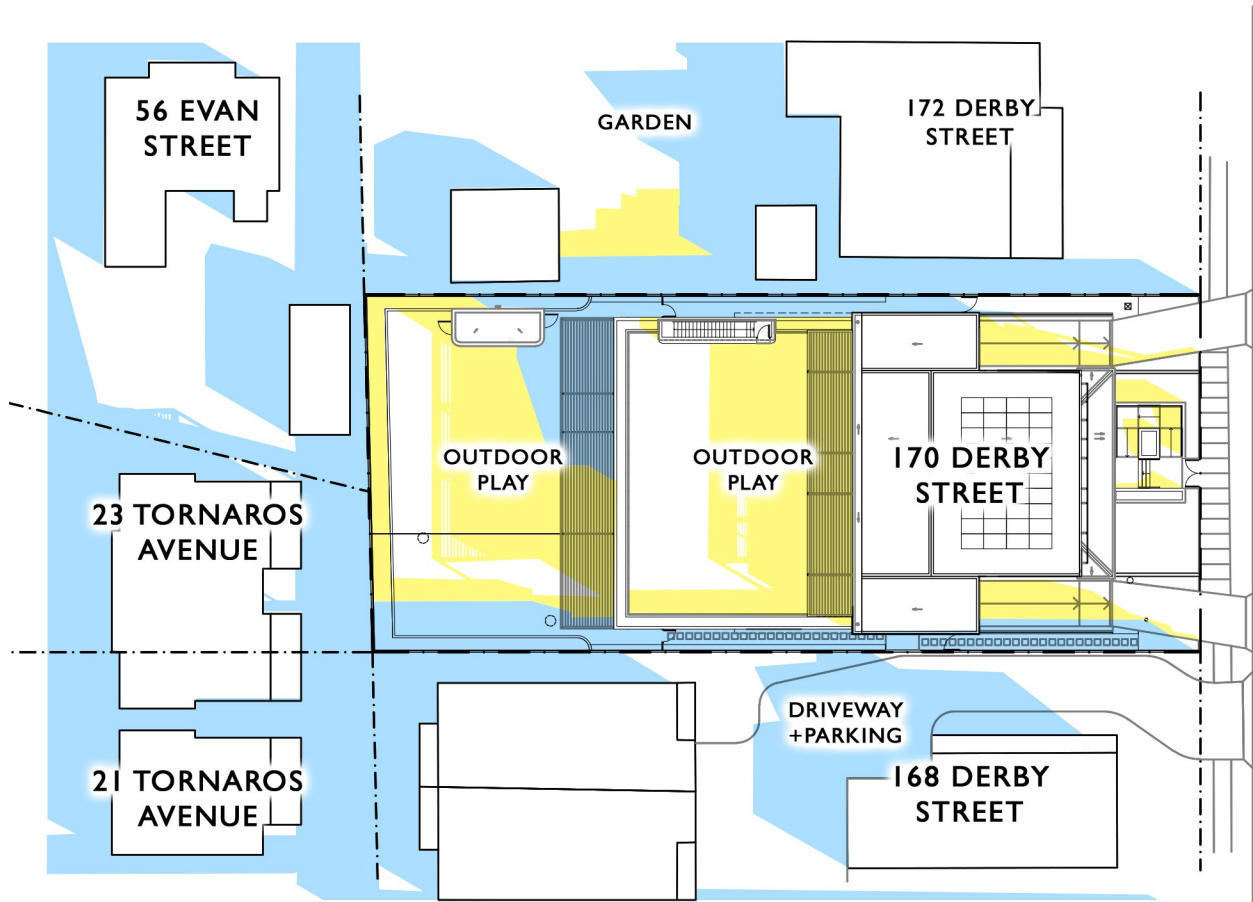 56 EVAN
STREET
GARDEN
172 DERBY
STREET
OUTDOOR
PLAY
OUTDOOR
PLAY
170 DERBY
STREET
23 TORNAROS
AVENUE
DRIVEWAY
+PARKING
21 TORNAROS
AVENUE
168 DERBY
STREET